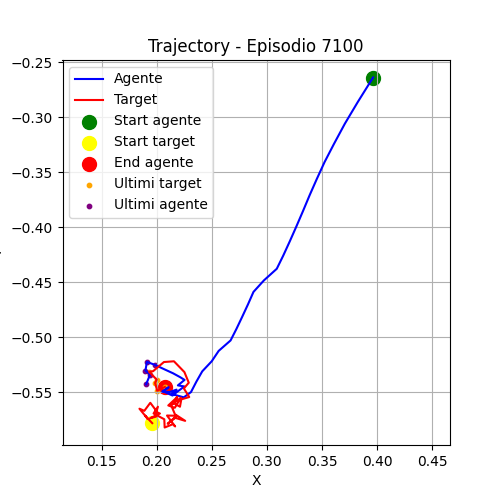 Trajectory - Episodio 7100
Agente
Target
Start agente
Start target
End agente
Ultimi target
Ultimi agente
−0.25
−0.30
−0.35
−0.40
−0.45
−0.50
−0.55
0.15 0.20 0.25 0.30 0.35 0.40 0.45
X